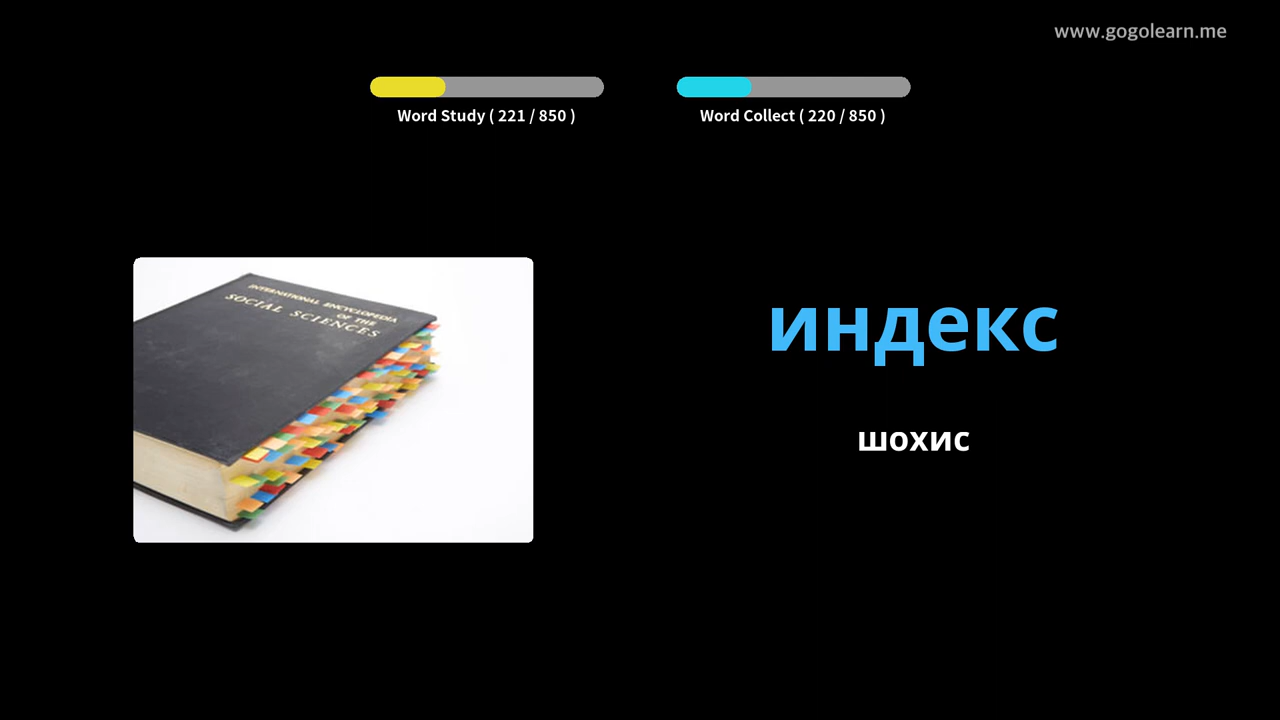 www.gogolearn.me
Word Study ( 221 / 850 )
Word Collect ( 220 / 850 )
INTERNATIONAL ENCYCLOPEDIA
OF THE
SOCIAL SCIENCES
индекс
шохис